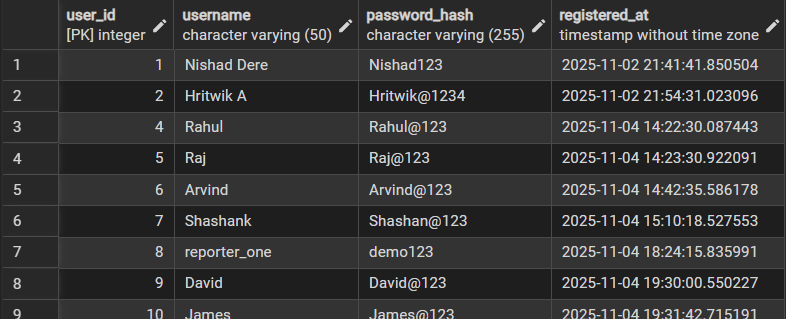 user_id username password_hash registered_at
[PK] integer character varying (50) character varying (255) timestamp without time zone
1 1 Nishad Dere Nishad123 2025-11-02 21:41:41.850504
2 2 Hritwik A Hritwik@1234 2025-11-02 21:54:31.023096
3 4 Rahul Rahul@123 2025-11-04 14:22:30.087443
4 5 Raj Raj@123 2025-11-04 14:23:30.922091
5 6 Arvind Arvind@123 2025-11-04 14:42:35.586178
6 7 Shashank Shashan@123 2025-11-04 15:10:18.527553
7 8 reporter_one demo123 2025-11-04 18:24:15.835991
8 9 David David@123 2025-11-04 19:30:00.550227
9 10 James James@123 2025-11-04 19:31:42.715191